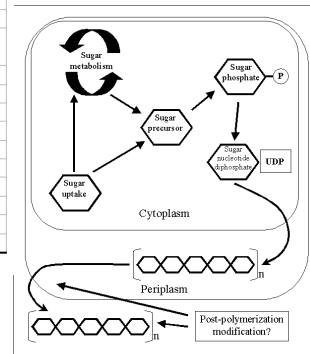 Sugar
metabolism
Sugar
phosphate
P
Sugar
precursor
Sugar
nucleotide
diphosphate
UDP
Sugar
uptake
Cytoplasm
n
Periplasm
Post-polymerization
modification?
n